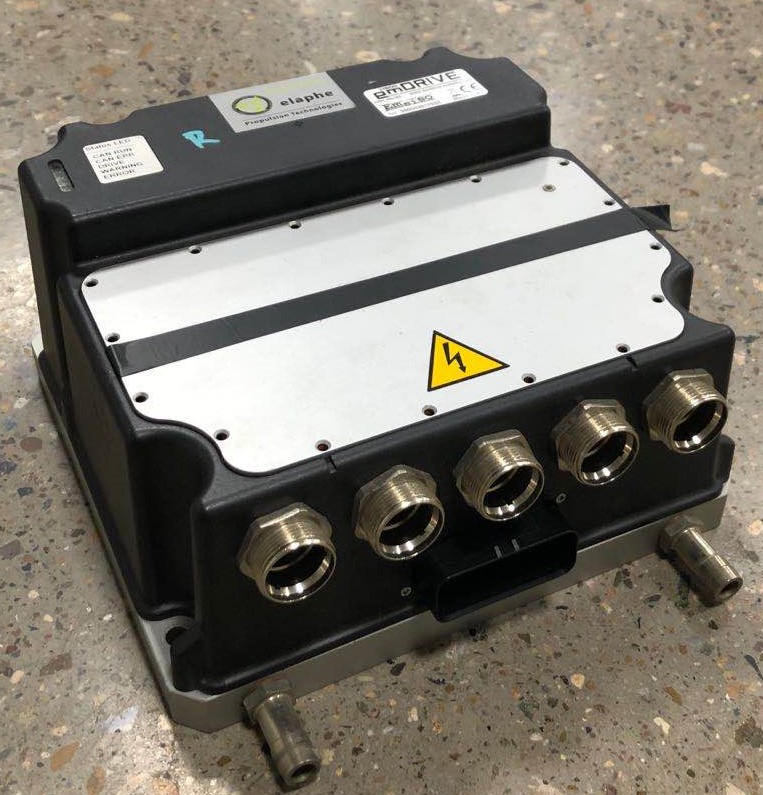 elaphe
Propulsion Technologies
emDRIVE
CE
R
Status LED
CAN RUN
CAN ERR
DRIVE
WARNING
ERROR